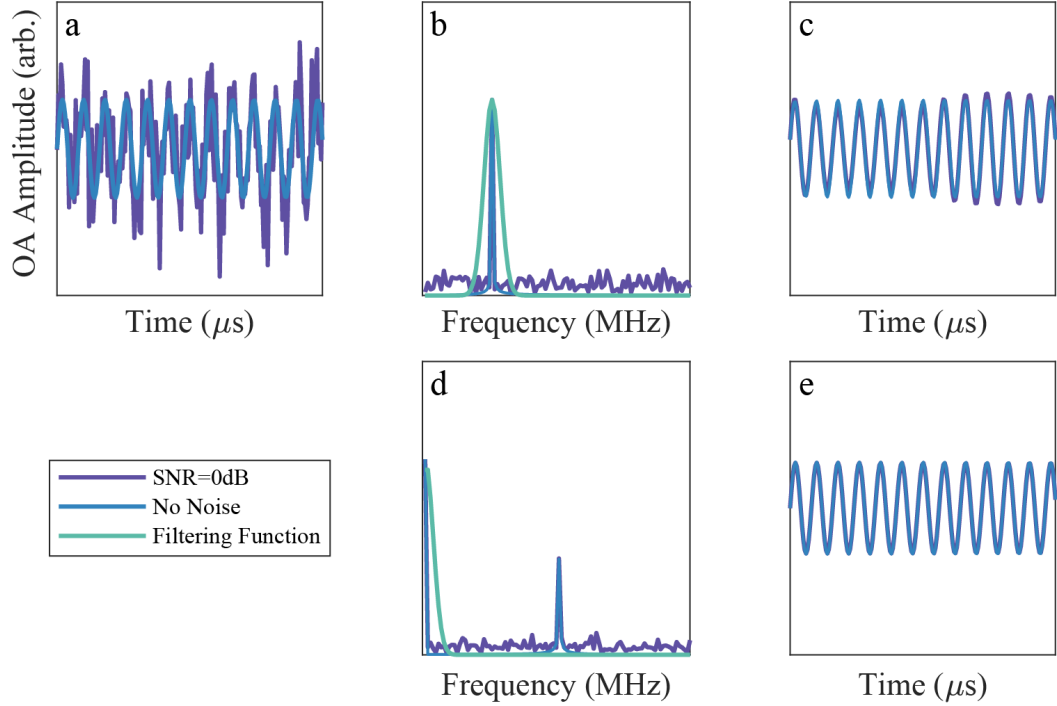 a
b
c
OA Amplitude (arb.)
Time (μs)
Frequency (MHz)
Time (μs)
d
e
SNR=0dB
No Noise
Filtering Function
Frequency (MHz)
Time (μs)